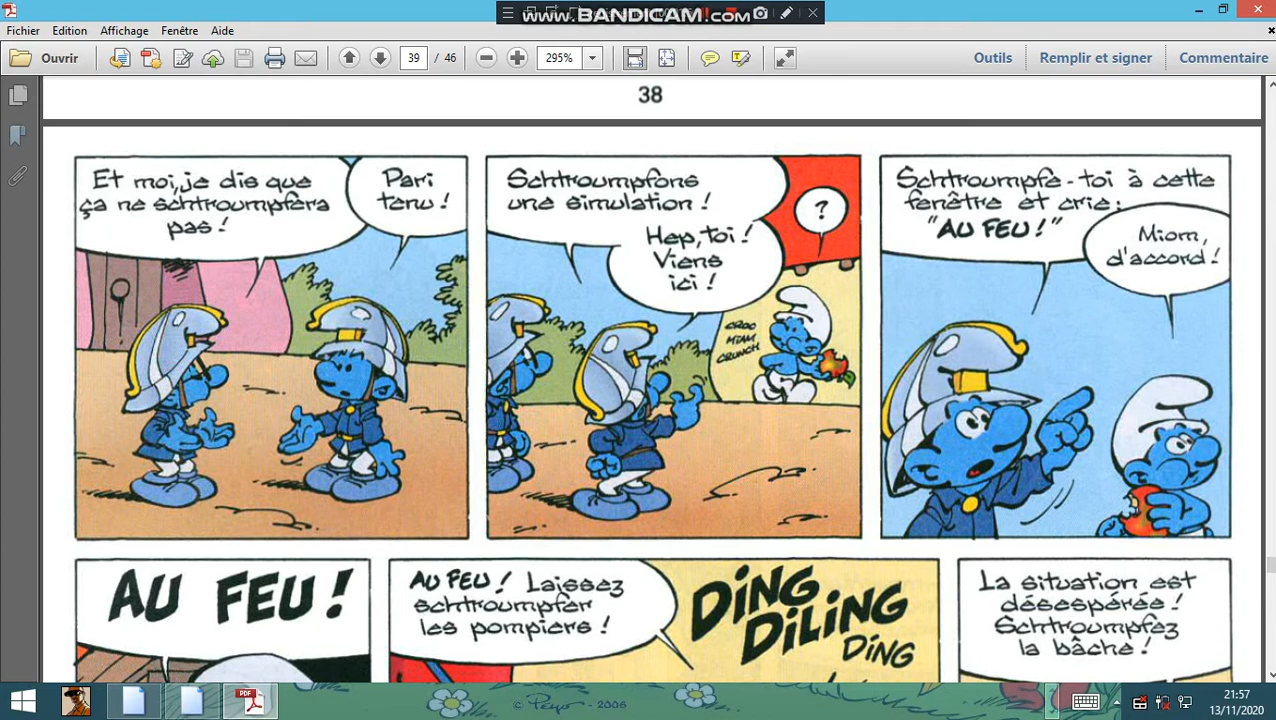 www.BANDICAM.com
Fichier Edition Affichage Fenêtre Aide
Ouvrir
39 / 46
295%
Outils
Remplir et signer
Commentaire
38
Et moi, je dis que
ça ne schtroumpfera
pas !
Pari
tenu !
Schtroumpfons
une simulation !
Hep, toi !
Viens
ici !
?
CROC
MIAM
CRUNCH
Schtroumpfe-toi à cette
fenêtre et crie :
"AU FEU !"
Miom,
d'accord !
AU FEU !
AU FEU ! Laissez
schtroumpfer
les pompiers !
DING
DILING
DING
La situation est
désespérée !
Schtroumpfez
la bâche !
PDF
© Peyo - 2006
21:57
13/11/2020